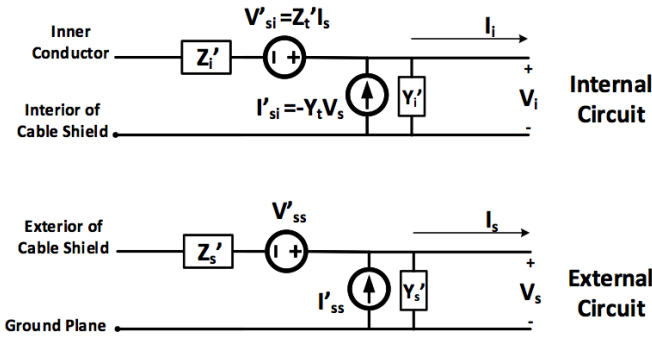 V'si =Zt'Is
Ii
Inner
Conductor
Zi'
Yi'
+
Vi
-
Internal
Circuit
I'si =-YtVs
Interior of
Cable Shield
V'ss
Is
Exterior of
Cable Shield
Zs'
I'ss
Ys'
+
Vs
-
External
Circuit
Ground Plane